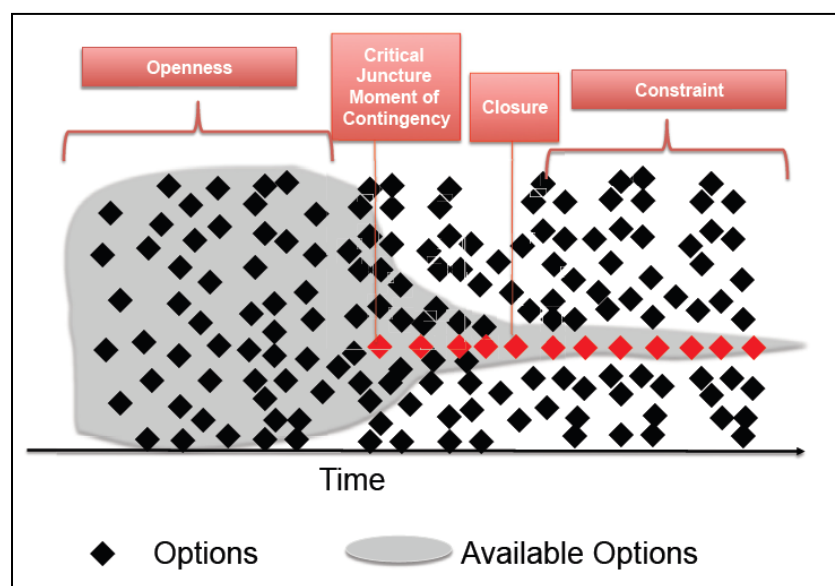 Openness
Critical
Juncture
Moment of
Contingency
Closure
Constraint
Time
Options
Available Options